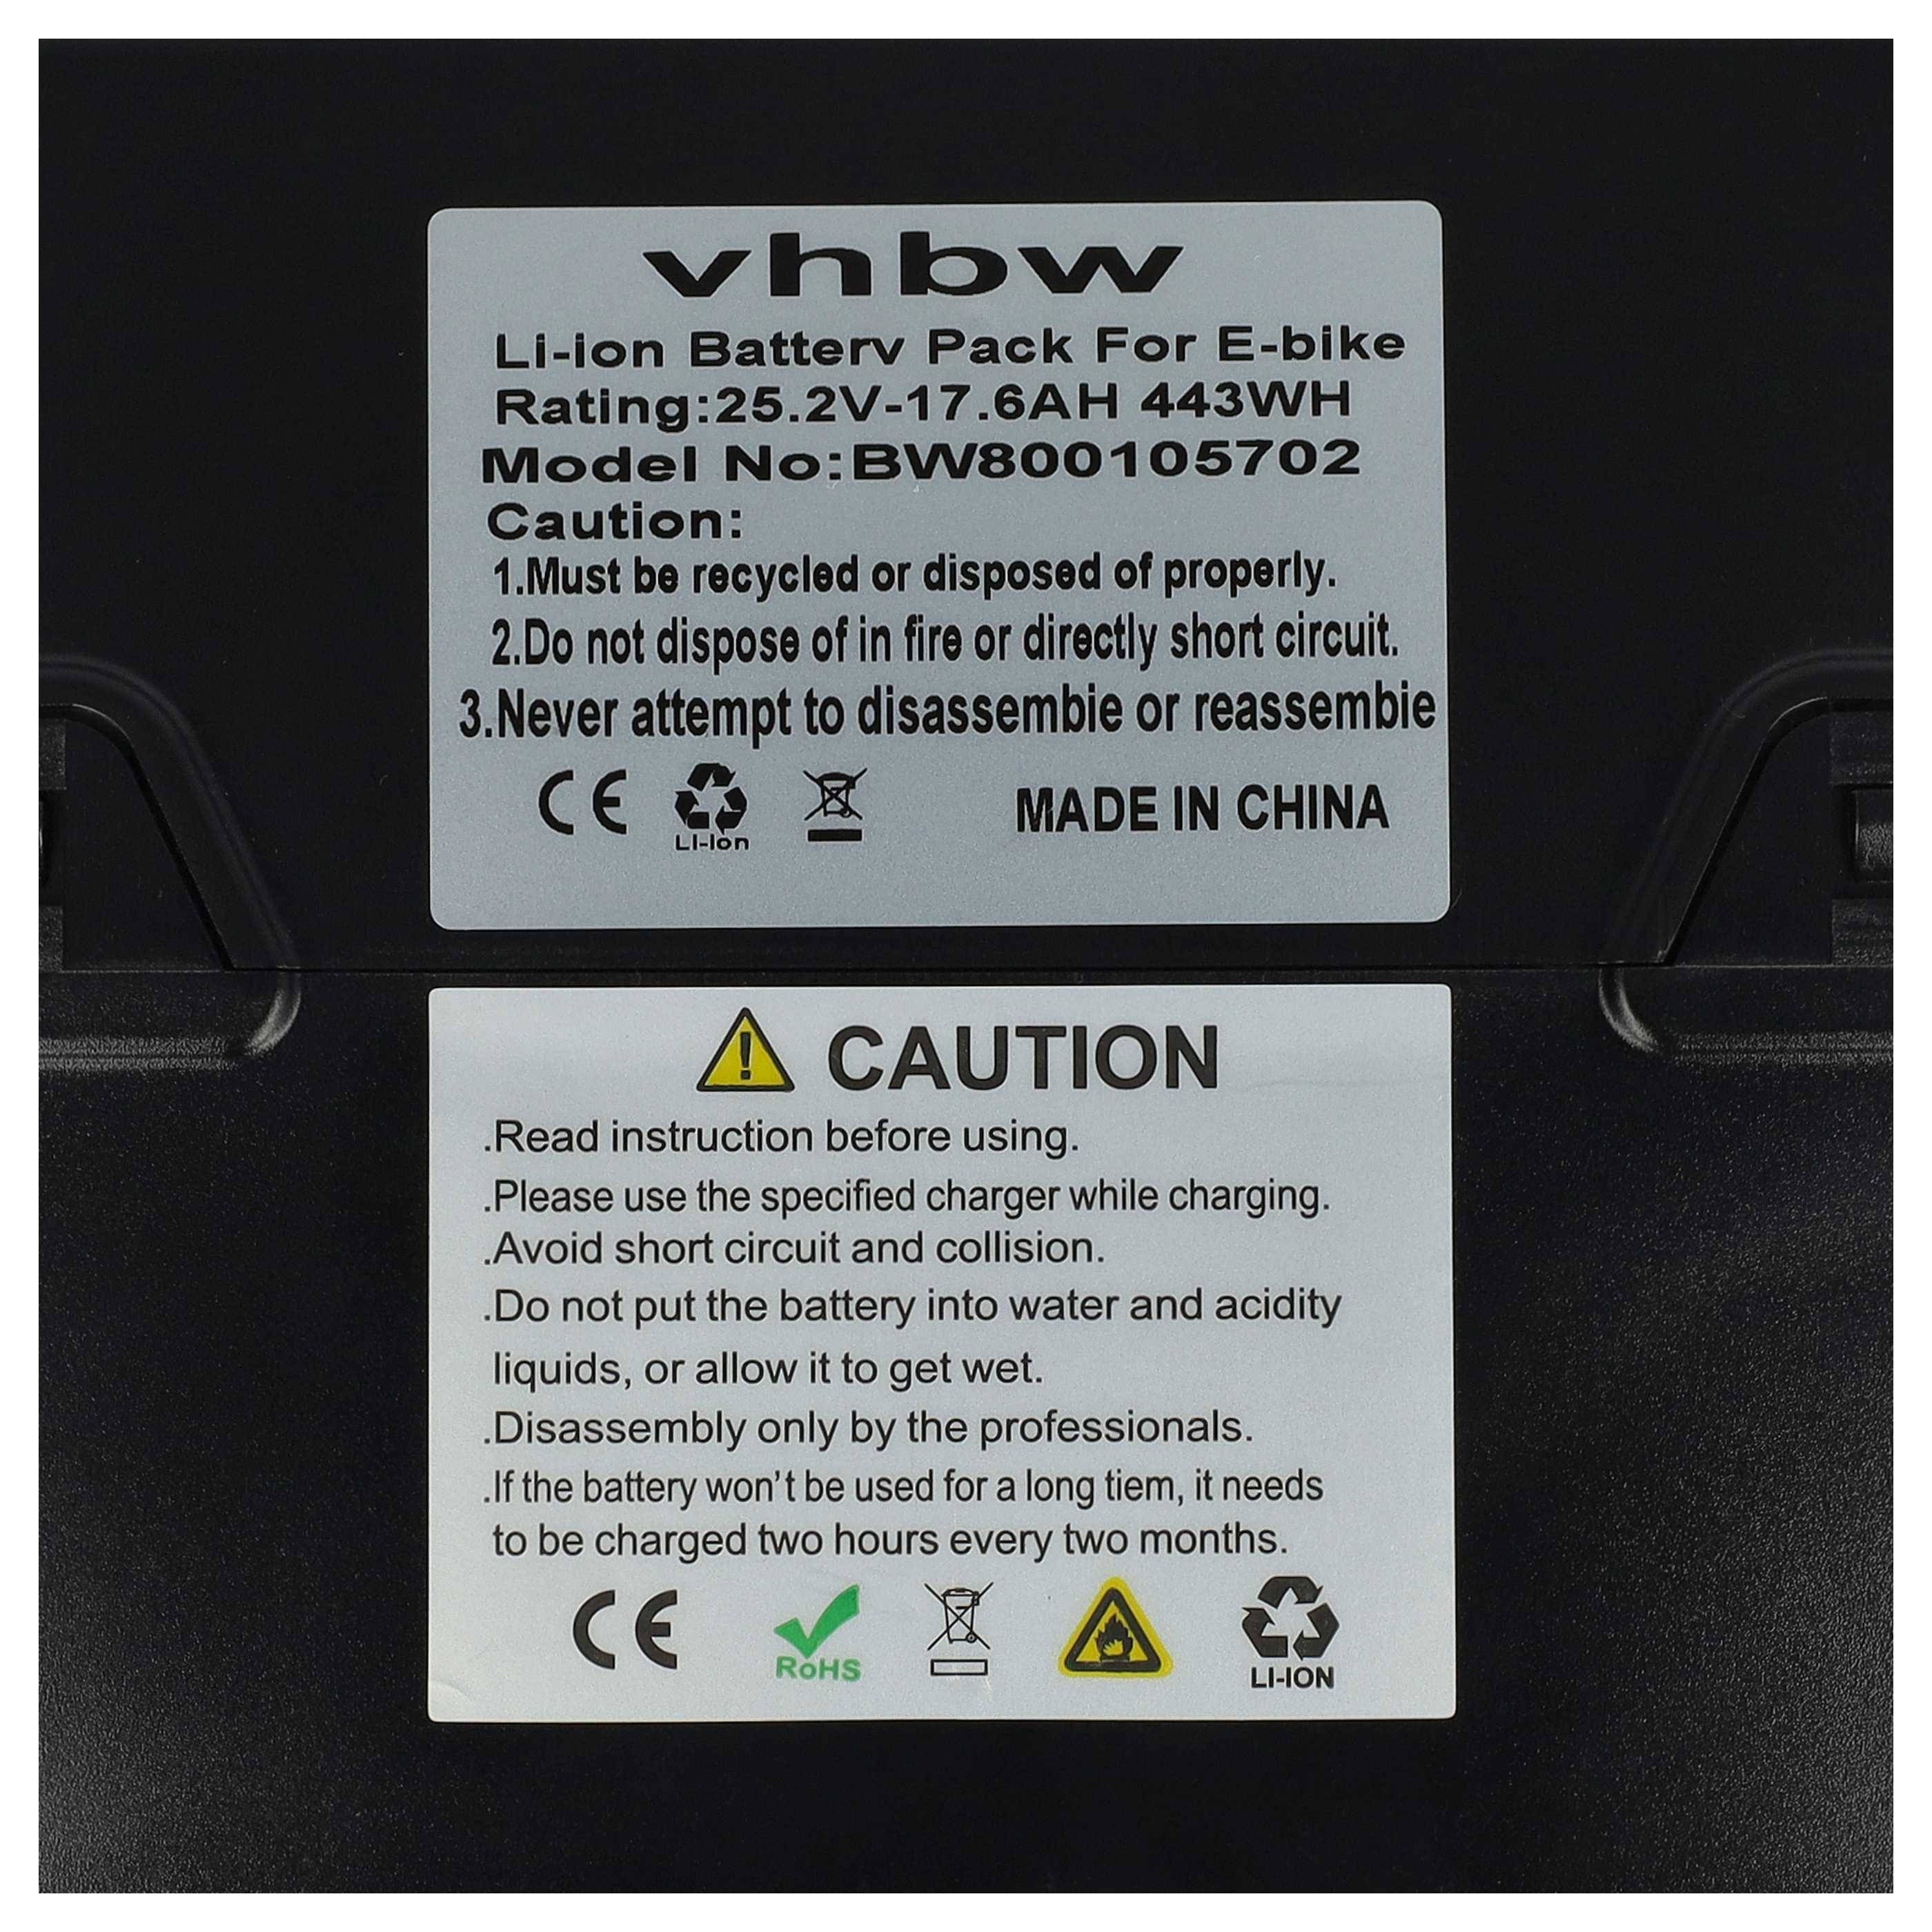 vhbw
Li-ion Batterv Pack For E-bike
Rating:25.2V-17.6AH 443WH
Model No:BW800105702
Caution:
1.Must be recycled or disposed of properly.
2.Do not dispose of in fire or directly short circuit.
3.Never attempt to disassembie or reassembie
CE
LI-Ion
MADE IN CHINA
CAUTION
.Read instruction before using.
.Please use the specified charger while charging.
.Avoid short circuit and collision.
.Do not put the battery into water and acidity
liquids, or allow it to get wet.
.Disassembly only by the professionals.
.If the battery won't be used for a long tiem, it needs
to be charged two hours every two months.
CE
RoHS
LI-ION